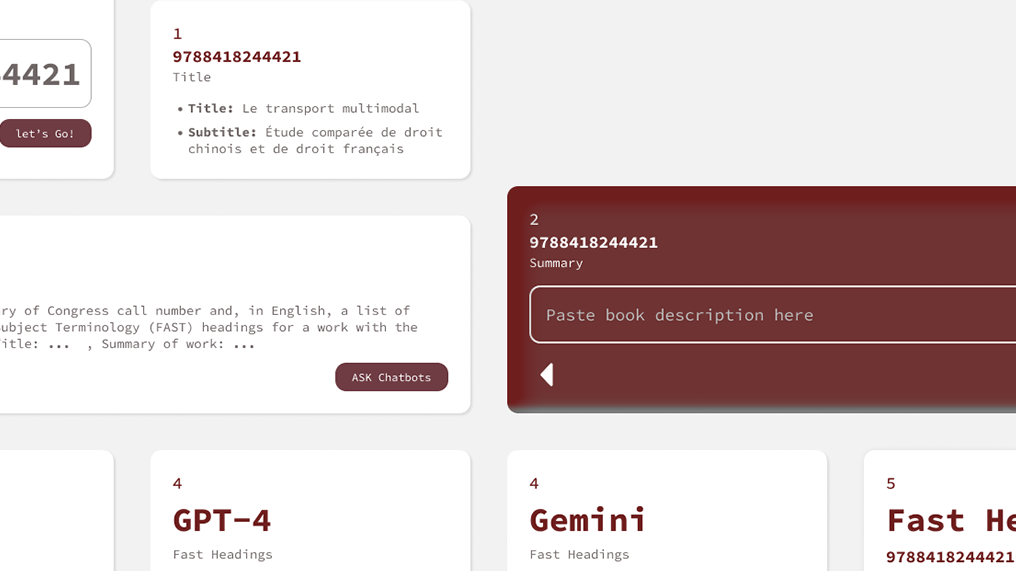 4421
let's Go!
1
9788418244421
Title
• Title: Le transport multimodal
• Subtitle: Étude comparée de droit
chinois et de droit français
2
9788418244421
Summary
Paste book description here
ry of Congress call number and, in English, a list of
ubject Terminology (FAST) headings for a work with the
itle: ... , Summary of work: ...
ASK Chatbots
4
GPT-4
Fast Headings
4
Gemini
Fast Headings
5
Fast He
9788418244421